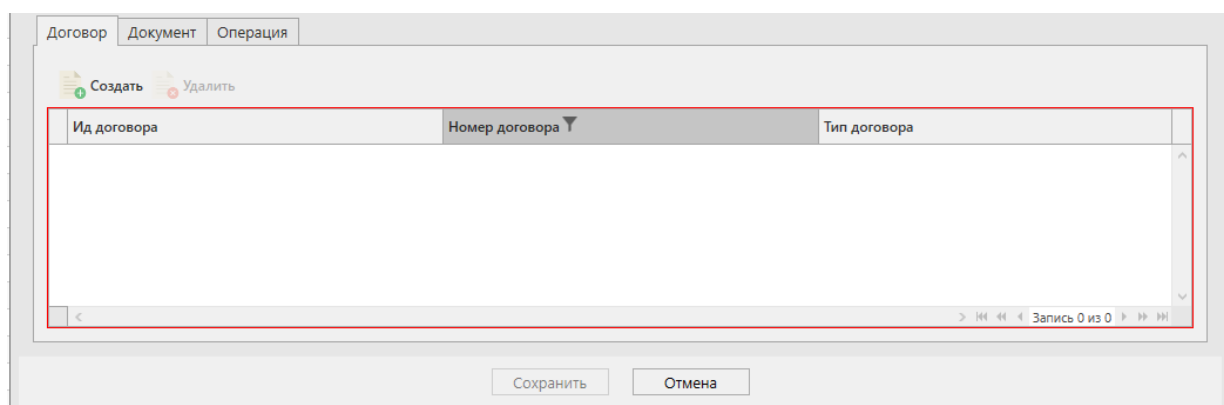 Договор Документ Операция
Создать Удалить
Ид договора Номер договора Тип договора
Запись 0 из 0
Сохранить Отмена